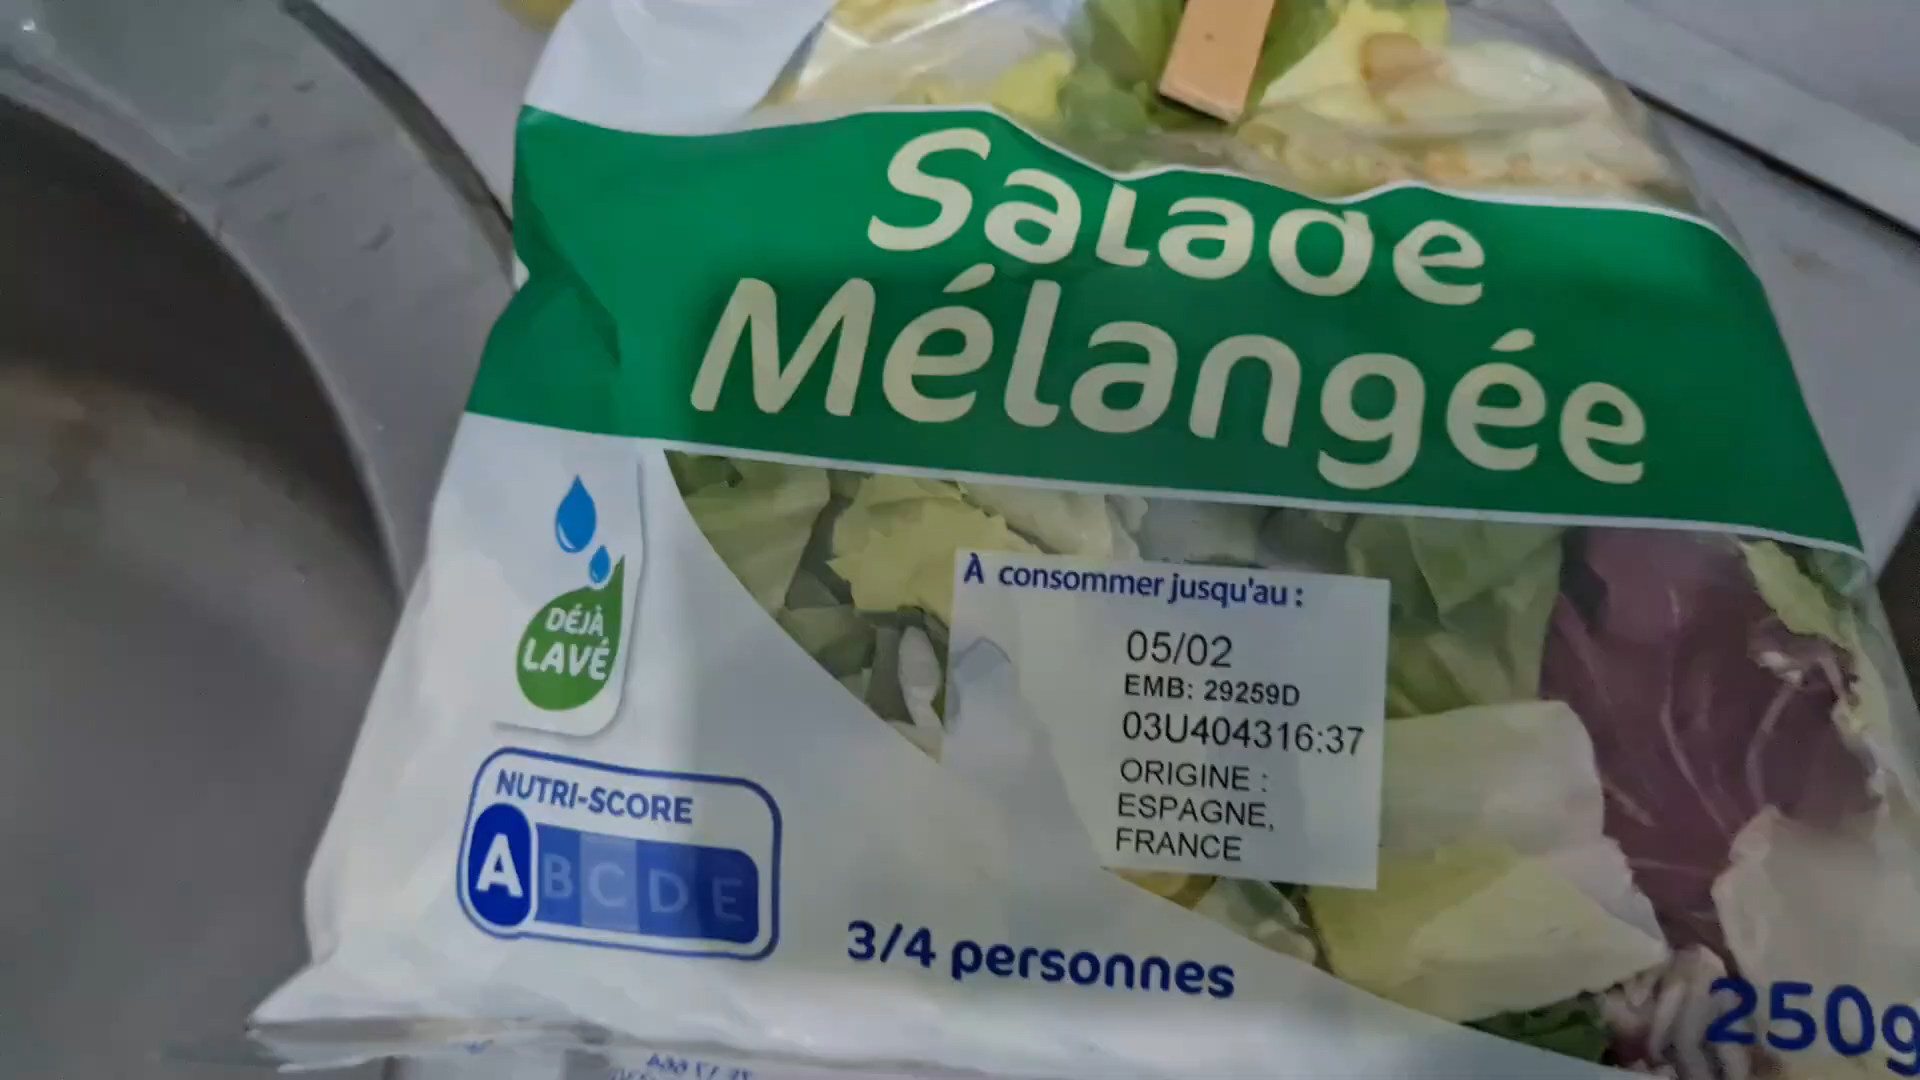 Salade
Mélangée
À consommer jusqu'au :
05/02
EMB: 29259D
03U404316:37
ORIGINE :
ESPAGNE,
FRANCE
DÉJÀ
LAVÉ
NUTRI-SCORE
A B C D E
3/4 personnes
250g